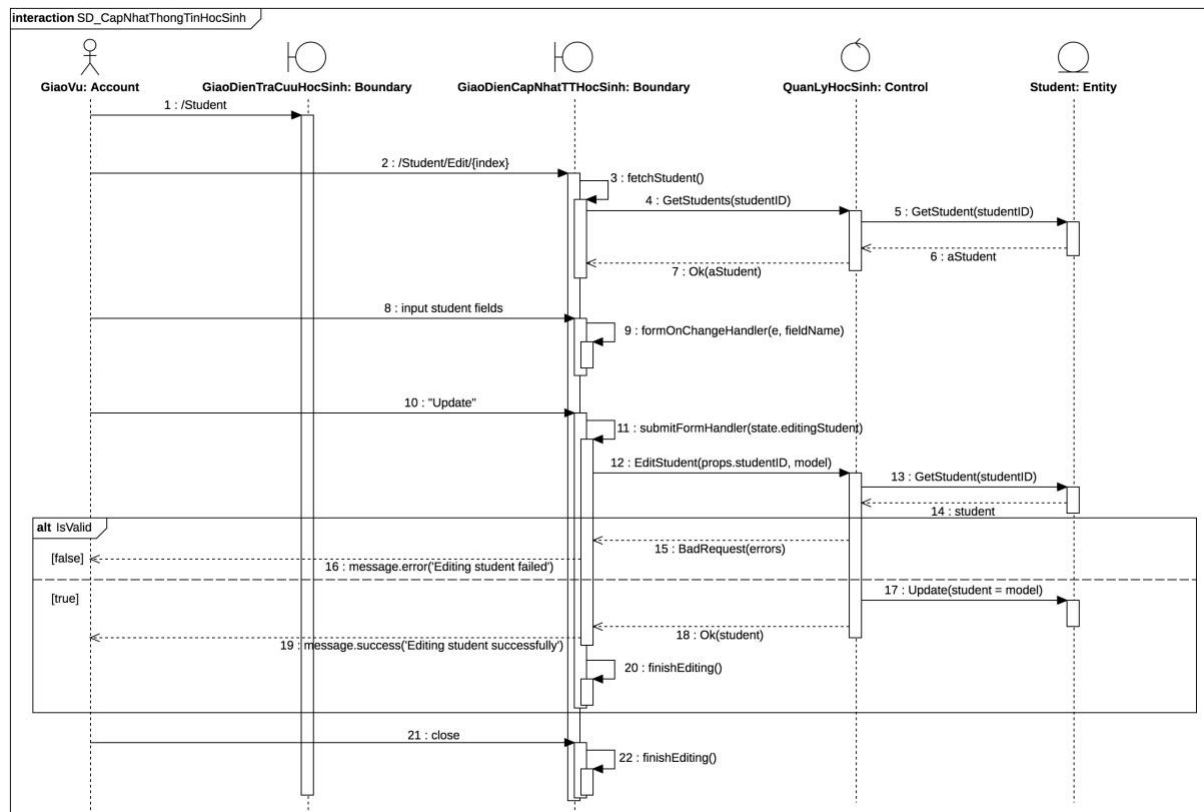 interaction SD_CapNhatThongTinHocSinh
GiaoVu: Account
GiaoDienTraCuuHocSinh: Boundary
GiaoDienCapNhatTTHocSinh: Boundary
QuanLyHocSinh: Control
Student: Entity
1 : /Student
2 : /Student/Edit/{index}
3 : fetchStudent()
4 : GetStudents(studentID)
5 : GetStudent(studentID)
6 : aStudent
7 : Ok(aStudent)
8 : input student fields
9 : formOnChangeHandler(e, fieldName)
10 : "Update"
11 : submitFormHandler(state.editingStudent)
12 : EditStudent(props.studentID, model)
13 : GetStudent(studentID)
14 : student
alt IsValid
15 : BadRequest(errors)
[false]
16 : message.error('Editing student failed')
[true]
17 : Update(student = model)
18 : Ok(student)
19 : message.success('Editing student successfully')
20 : finishEditing()
21 : close
22 : finishEditing()